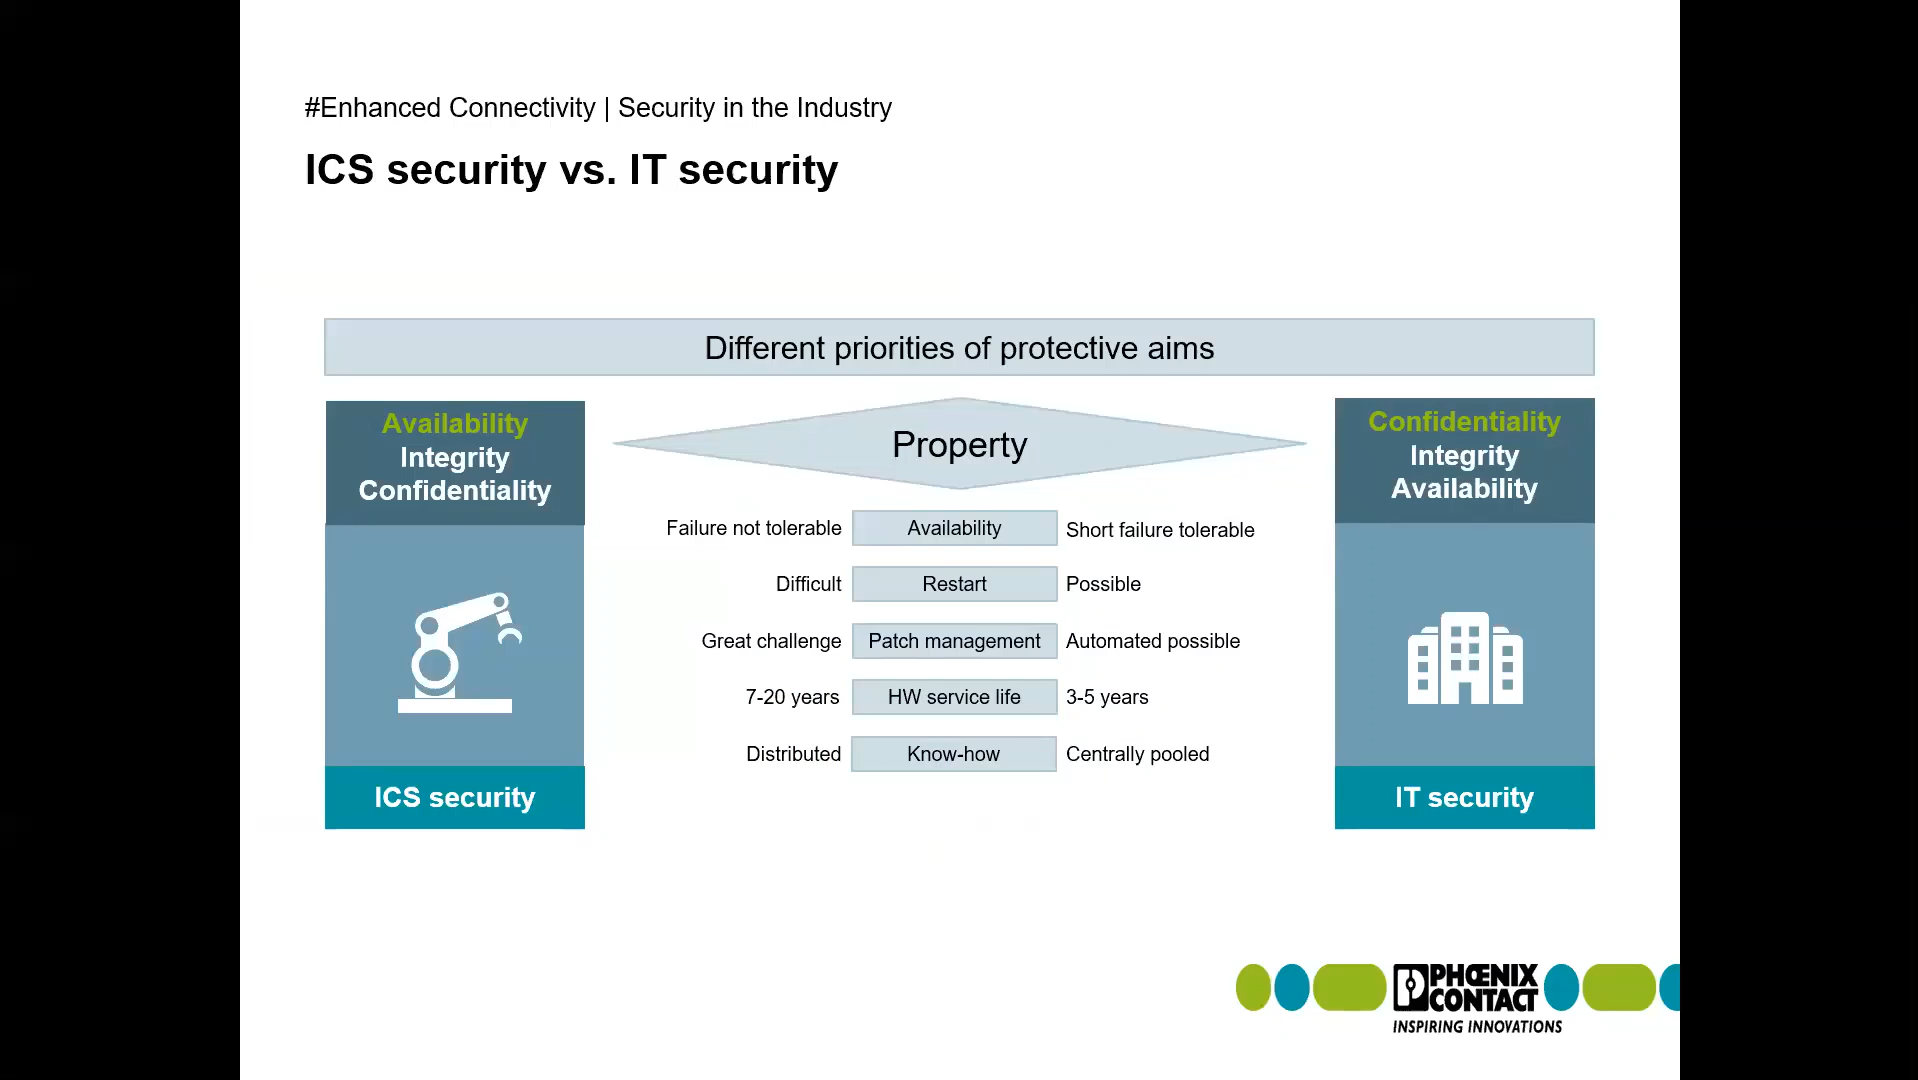 #Enhanced Connectivity | Security in the Industry
ICS security vs. IT security
Different priorities of protective aims
Availability
Integrity
Confidentiality
ICS security
Property
Failure not tolerable Availability Short failure tolerable
Difficult Restart Possible
Great challenge Patch management Automated possible
7-20 years HW service life 3-5 years
Distributed Know-how Centrally pooled
Confidentiality
Integrity
Availability
IT security
PHŒNIX
CONTACT
INSPIRING INNOVATIONS